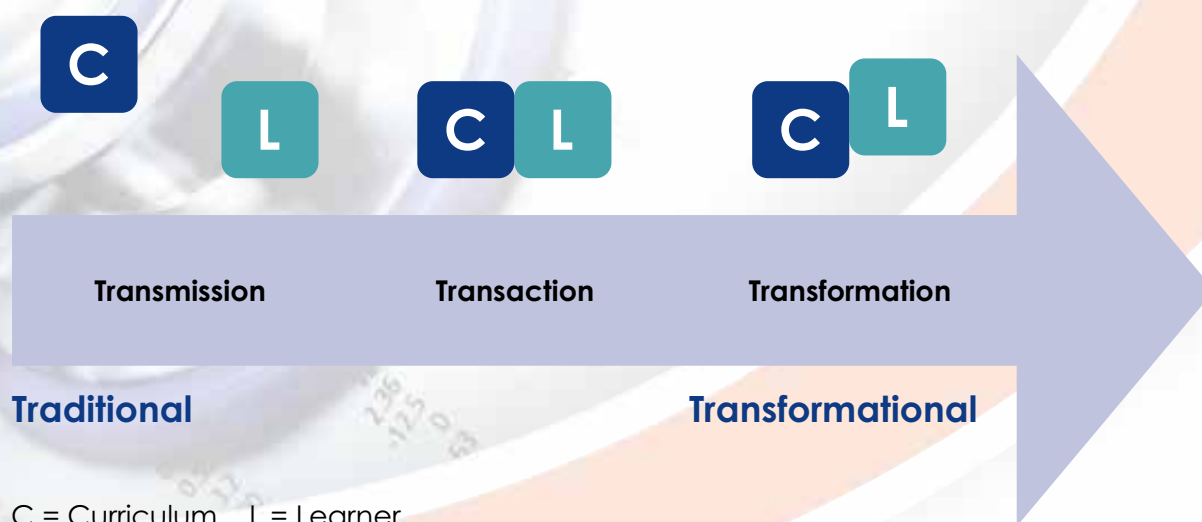 C
L
C L
C L
Transmission Transaction Transformation
Traditional Transformational
C = Curriculum L = Learner